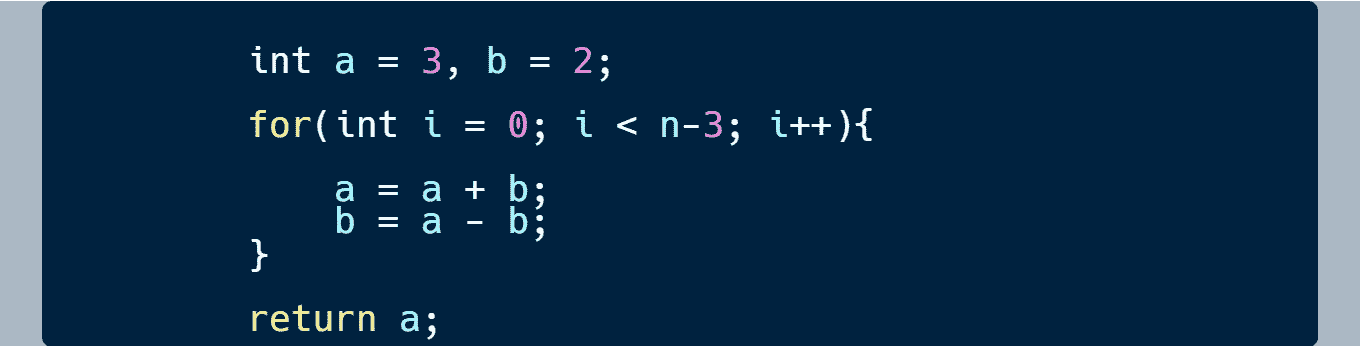 int a = 3, b = 2;
for(int i = 0; i < n-3; i++){
a = a + b;
b = a - b;
}
return a;